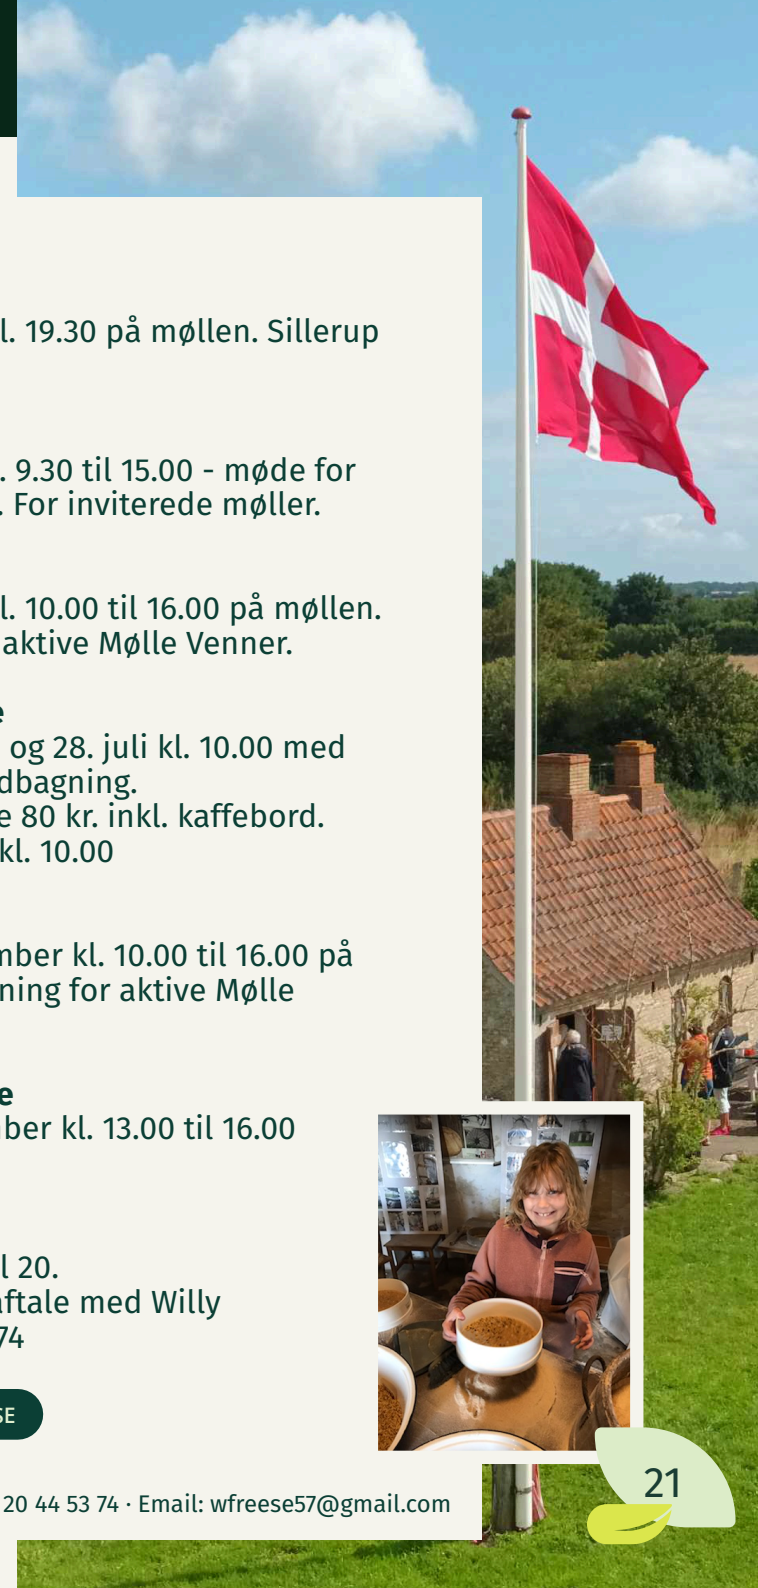 l. 19.30 på møllen. Sillerup
. 9.30 til 15.00 - møde for
. For inviterede møller.
l. 10.00 til 16.00 på møllen.
aktive Mølle Venner.
e
og 28. juli kl. 10.00 med
dbagning.
e 80 kr. inkl. kaffebord.
kl. 10.00
mber kl. 10.00 til 16.00 på
ning for aktive Mølle
e
ber kl. 13.00 til 16.00
l 20.
aftale med Willy
74
SE
20 44 53 74 · Email: wfreese57@gmail.com
21